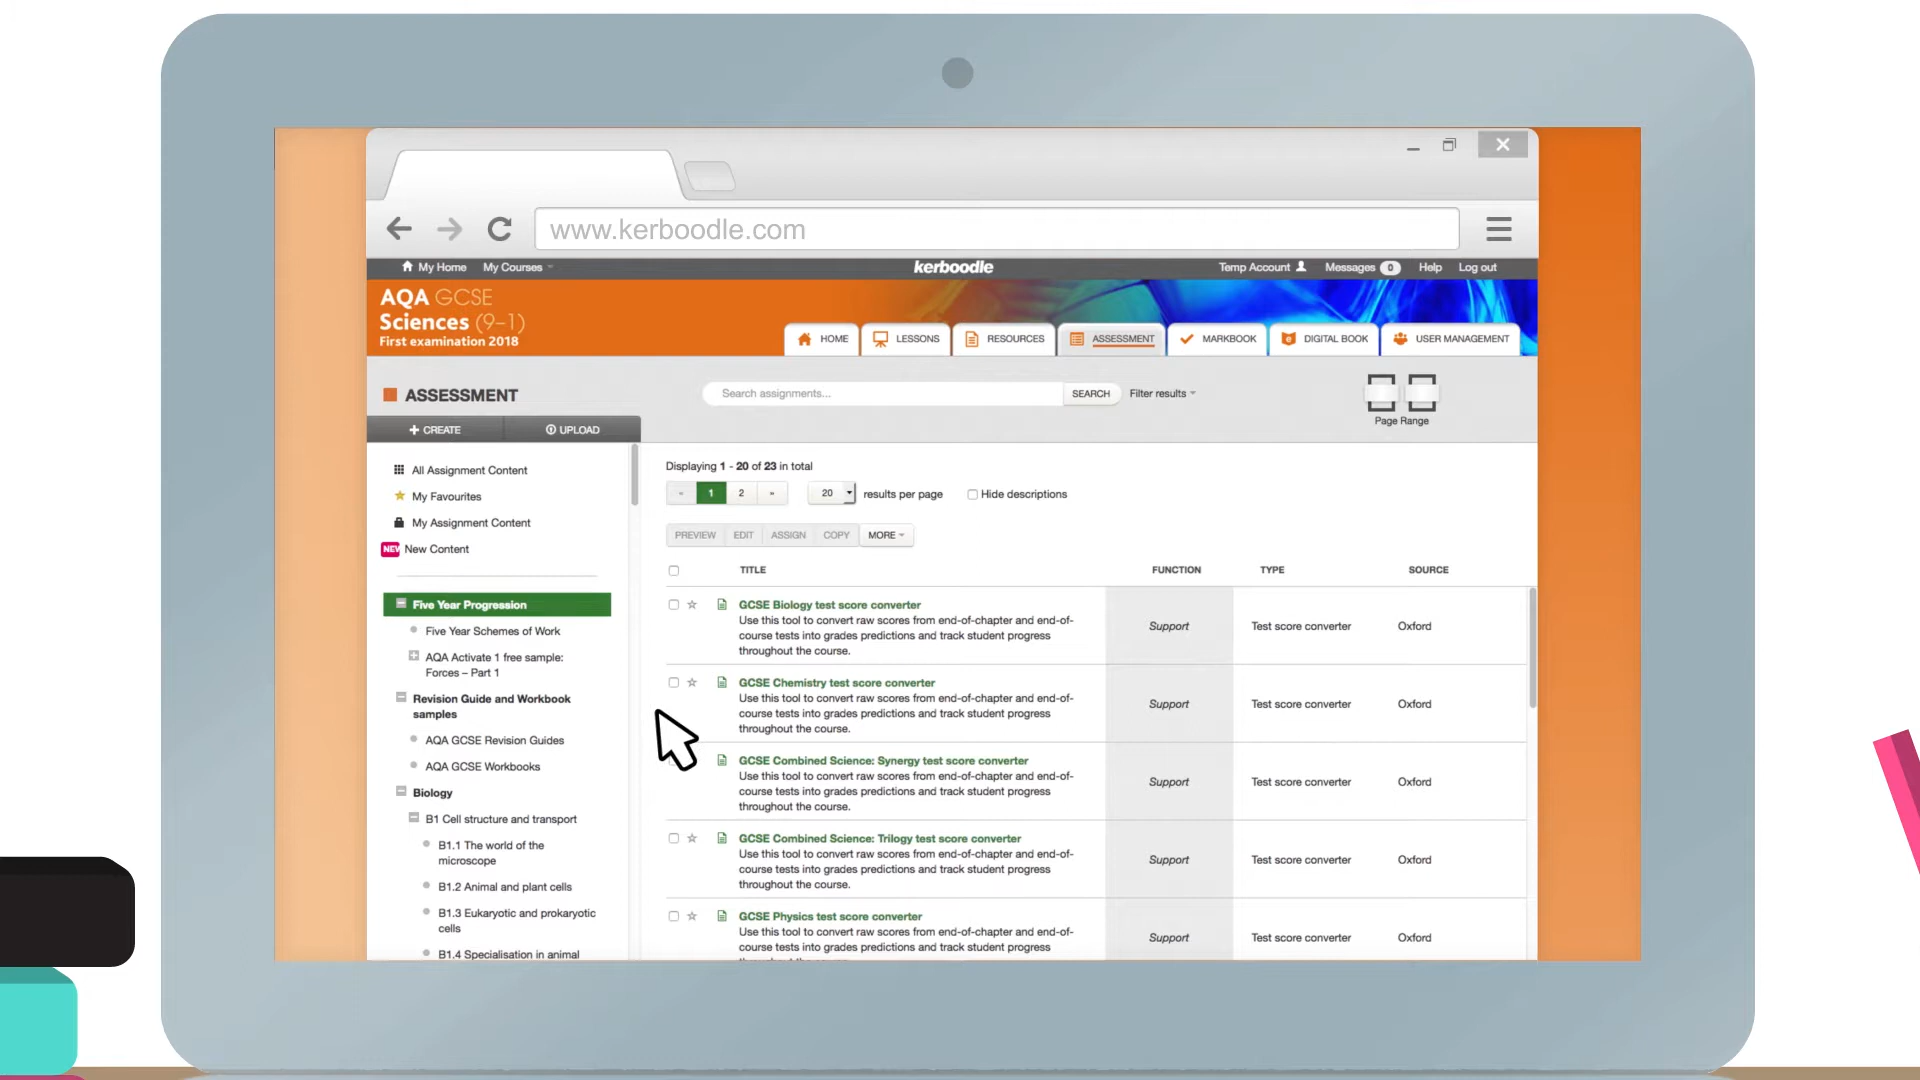 www.kerboodle.com
My Home My Courses kerboodle Temp Account Messages 0 Help Log out
AQA GCSE
Sciences (9–1)
First examination 2018
HOME LESSONS RESOURCES ASSESSMENT MARKBOOK DIGITAL BOOK USER MANAGEMENT
ASSESSMENT
Search assignments... SEARCH Filter results
Page Range
CREATE UPLOAD
All Assignment Content
My Favourites
My Assignment Content
NEW New Content
Five Year Progression
Five Year Schemes of Work
AQA Activate 1 free sample:
Forces – Part 1
Revision Guide and Workbook
samples
AQA GCSE Revision Guides
AQA GCSE Workbooks
Biology
B1 Cell structure and transport
B1.1 The world of the
microscope
B1.2 Animal and plant cells
B1.3 Eukaryotic and prokaryotic
cells
B1.4 Specialisation in animal
Displaying 1 - 20 of 23 in total
« 1 2 » 20 results per page Hide descriptions
PREVIEW EDIT ASSIGN COPY MORE
TITLE FUNCTION TYPE SOURCE
GCSE Biology test score converter
Use this tool to convert raw scores from end-of-chapter and end-of-
course tests into grades predictions and track student progress
throughout the course.
Support Test score converter Oxford
GCSE Chemistry test score converter
Use this tool to convert raw scores from end-of-chapter and end-of-
course tests into grades predictions and track student progress
throughout the course.
Support Test score converter Oxford
GCSE Combined Science: Synergy test score converter
Use this tool to convert raw scores from end-of-chapter and end-of-
course tests into grades predictions and track student progress
throughout the course.
Support Test score converter Oxford
GCSE Combined Science: Trilogy test score converter
Use this tool to convert raw scores from end-of-chapter and end-of-
course tests into grades predictions and track student progress
throughout the course.
Support Test score converter Oxford
GCSE Physics test score converter
Use this tool to convert raw scores from end-of-chapter and end-of-
course tests into grades predictions and track student progress
Support Test score converter Oxford